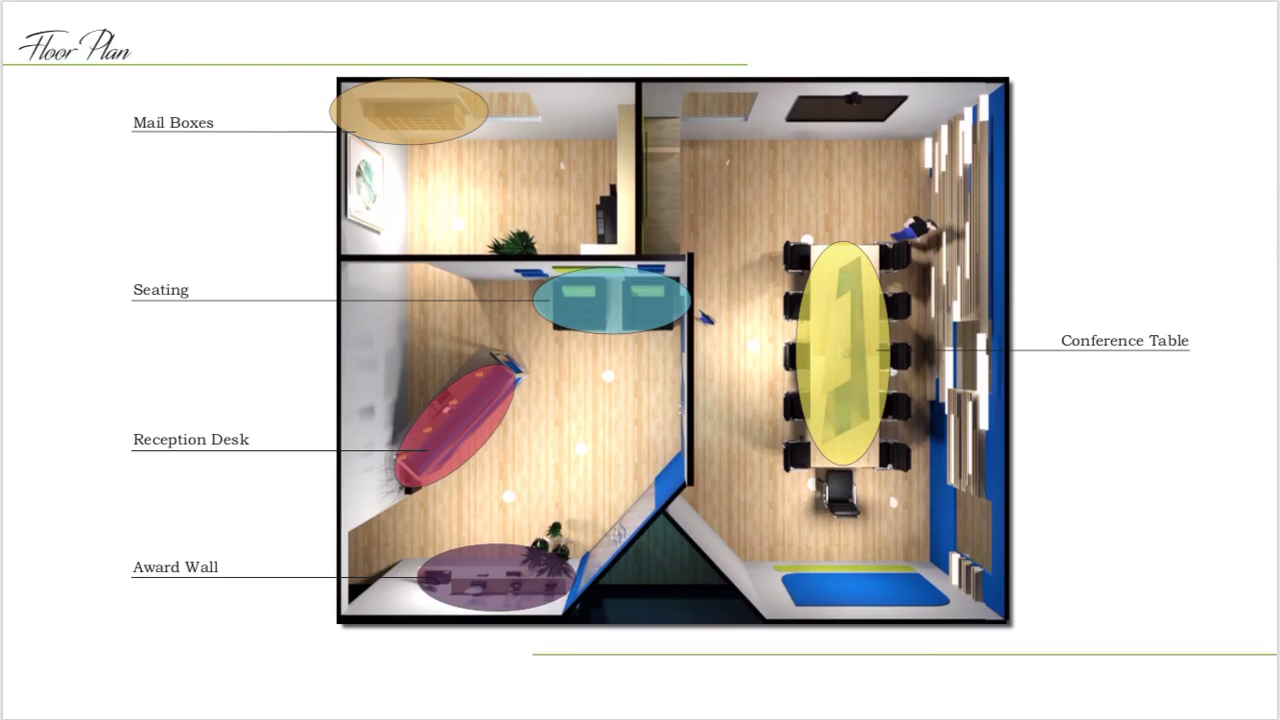 Floor Plan
Mail Boxes
Seating
Conference Table
Reception Desk
Award Wall